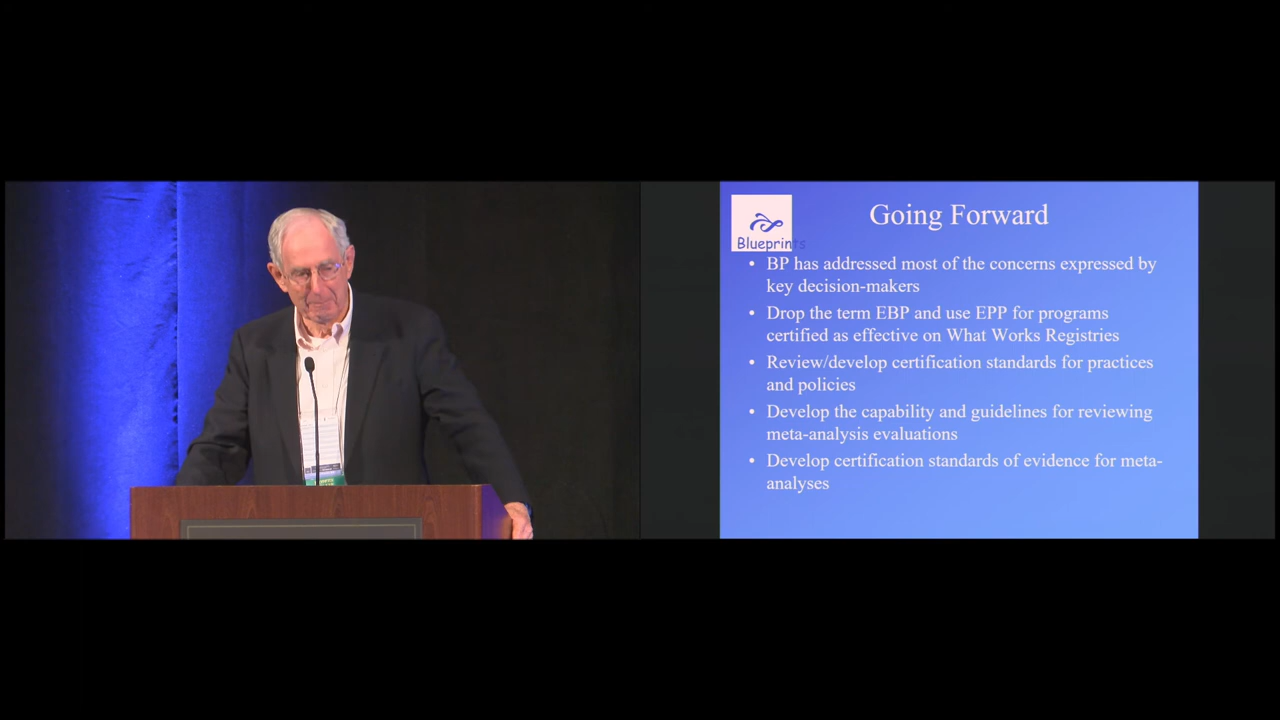 Going Forward
Blueprints
• BP has addressed most of the concerns expressed by
key decision-makers
• Drop the term EBP and use EPP for programs
certified as effective on What Works Registries
• Review/develop certification standards for practices
and policies
• Develop the capability and guidelines for reviewing
meta-analysis evaluations
• Develop certification standards of evidence for meta-
analyses